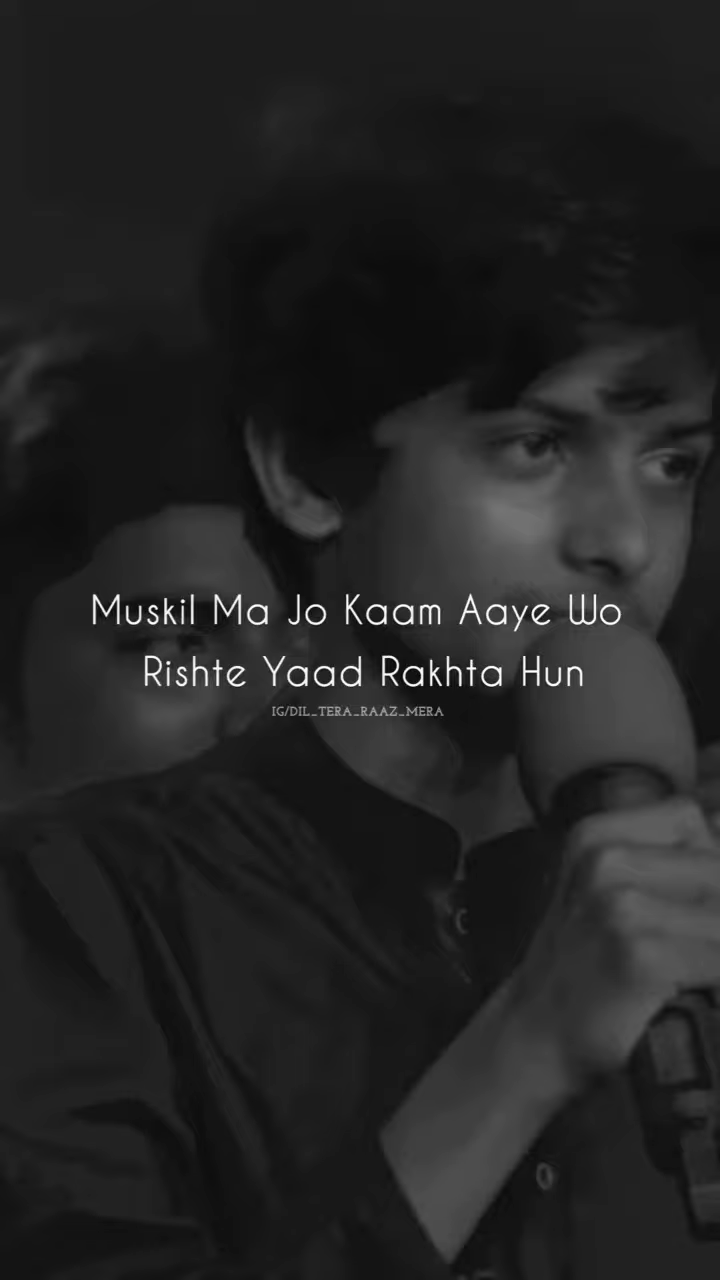 Muskil Ma Jo Kaam Aaye Wo
Rishte Yaad Rakhta Hun
IG/DIL_TERA_RAAZ_MERA